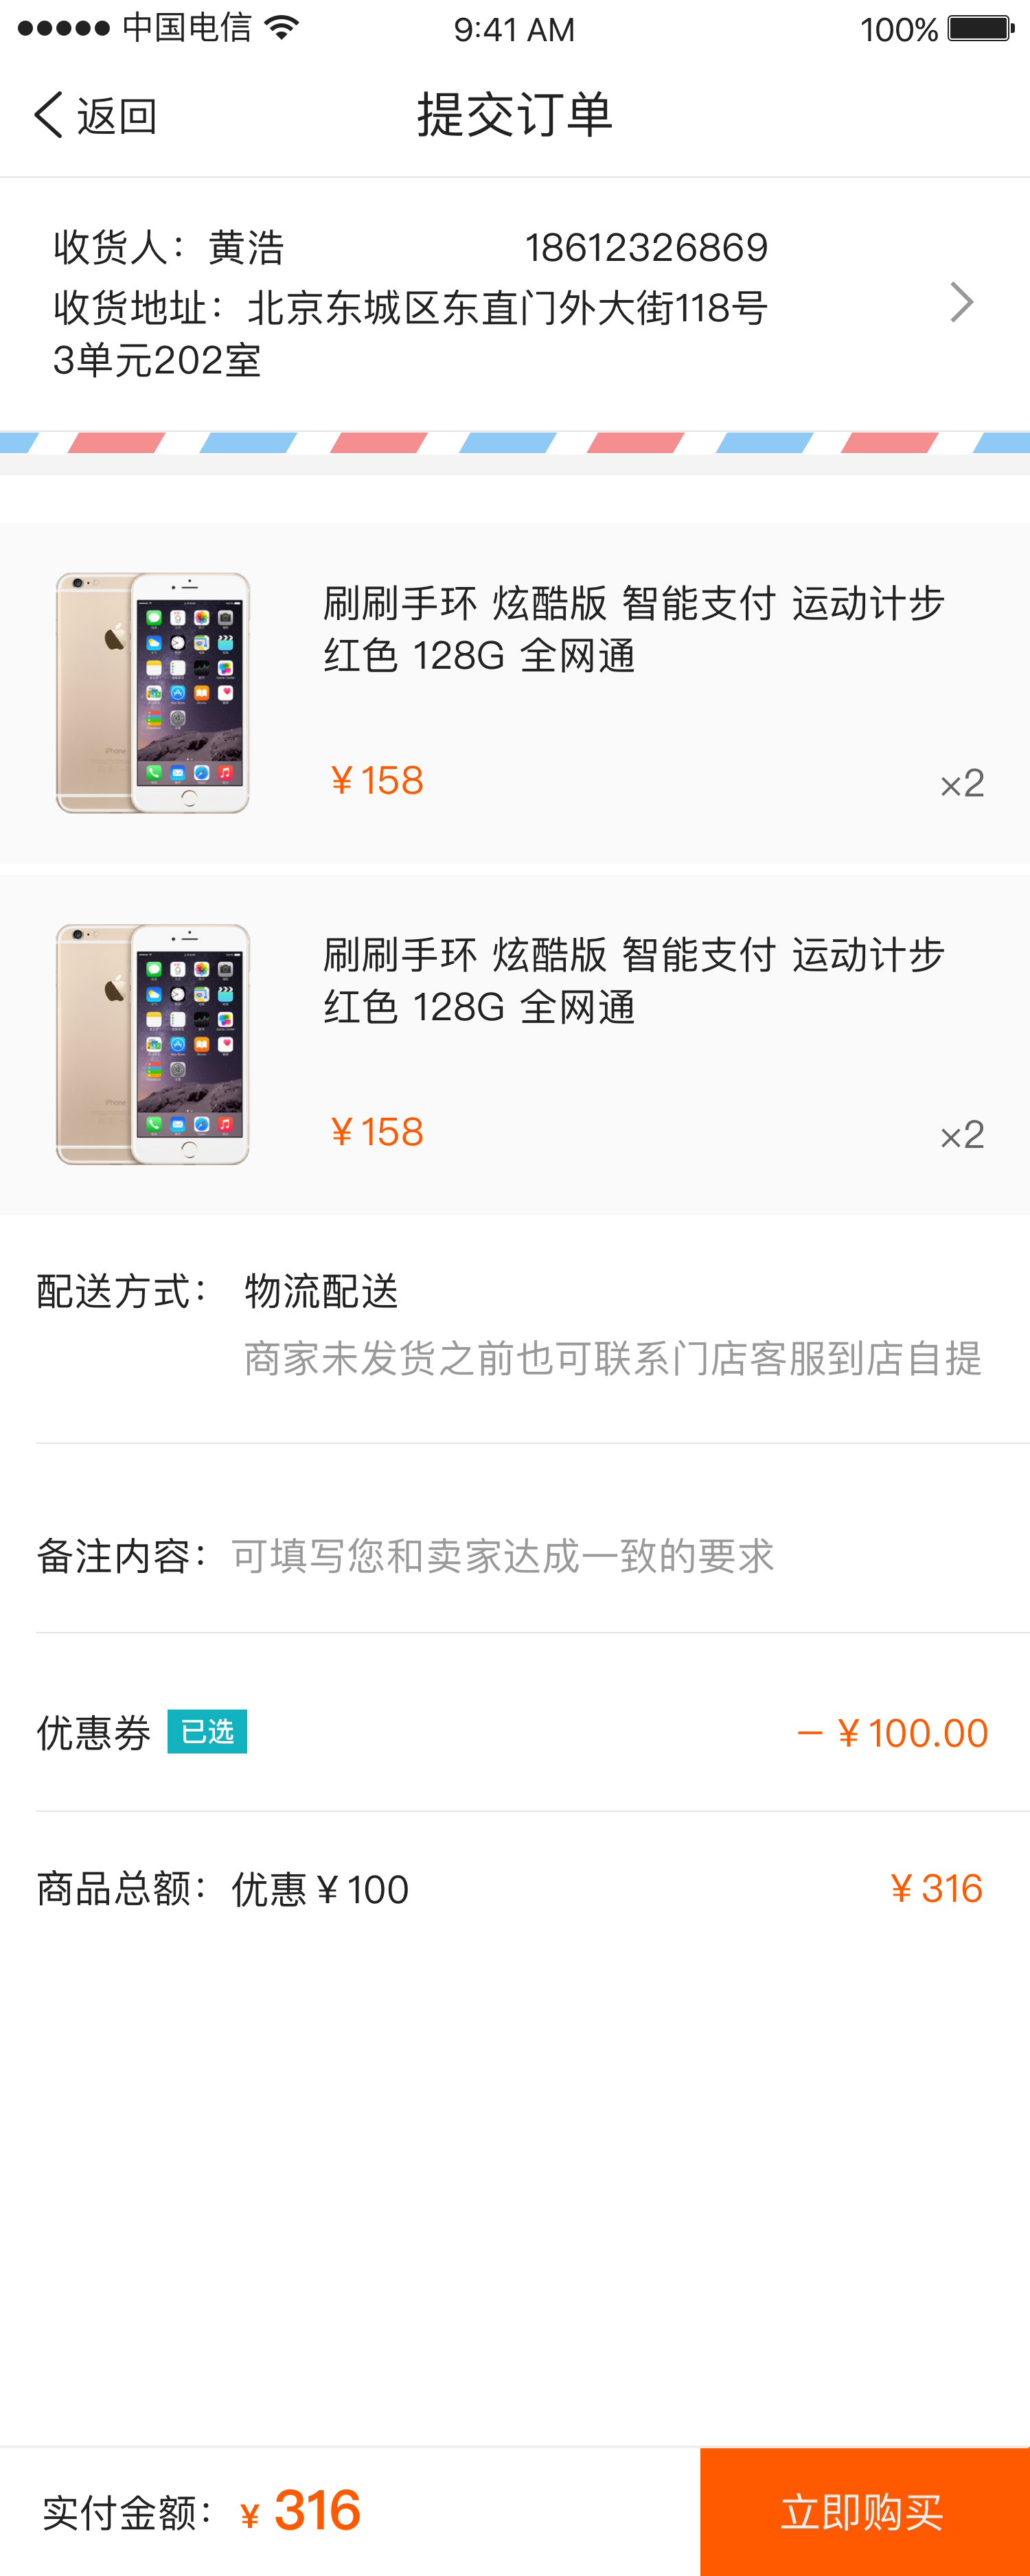 中国电信 9:41 AM 100%
返回 提交订单
收货人：黄浩 18612326869
收货地址：北京东城区东直门外大街118号
3单元202室
刷刷手环 炫酷版 智能支付 运动计步
红色 128G 全网通
¥158 ×2
iPhone
刷刷手环 炫酷版 智能支付 运动计步
红色 128G 全网通
¥158 ×2
iPhone
配送方式： 物流配送
商家未发货之前也可联系门店客服到店自提
备注内容：可填写您和卖家达成一致的要求
优惠券 已选 － ¥100.00
商品总额：优惠¥100 ¥316
实付金额：¥ 316 立即购买